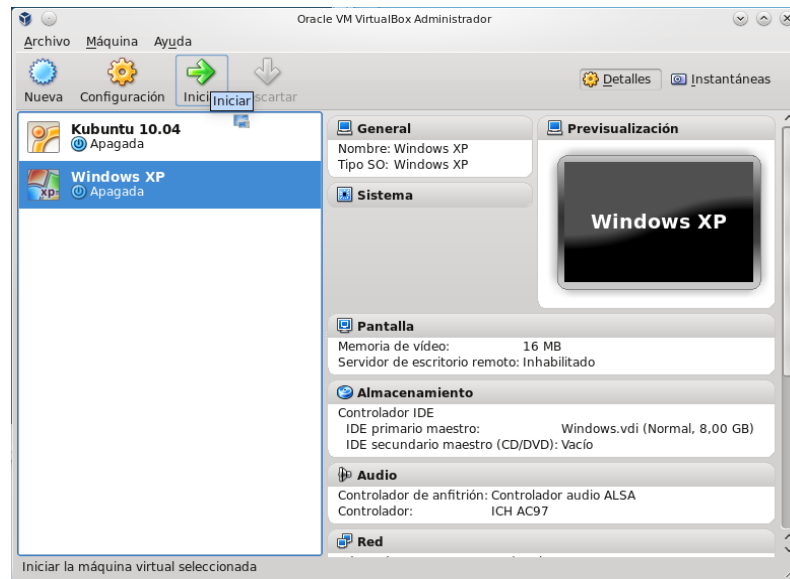 Oracle VM VirtualBox Administrador
Archivo Máquina Ayuda
Nueva Configuración Iniciar Detalles Instantáneas
Kubuntu 10.04
Apagada
Windows XP
Apagada
xp
General
Nombre: Windows XP
Tipo SO: Windows XP
Previsualización
Windows XP
Sistema
Pantalla
Memoria de vídeo: 16 MB
Servidor de escritorio remoto: Inhabilitado
Almacenamiento
Controlador IDE
IDE primario maestro: Windows.vdi (Normal, 8,00 GB)
IDE secundario maestro (CD/DVD): Vacío
Audio
Controlador de anfitrión: Controlador audio ALSA
Controlador: ICH AC97
Red
Iniciar la máquina virtual seleccionada